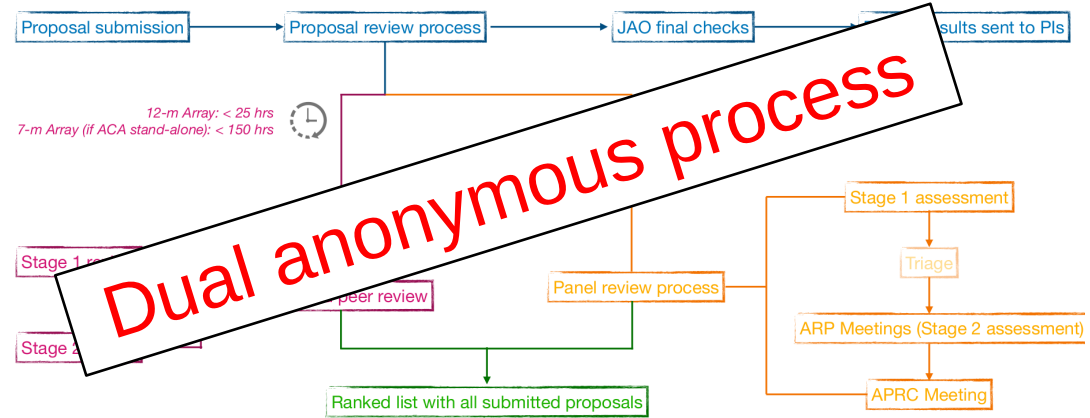 Proposal submission
Proposal review process
JAO final checks
sults sent to PIs
12-m Array: < 25 hrs
7-m Array (if ACA stand-alone): < 150 hrs
Dual anonymous process
Stage 1 assessment
Stage 1
Triage
Panel review process
peer review
ARP Meetings (Stage 2 assessment)
Stage 2
APRC Meeting
Ranked list with all submitted proposals